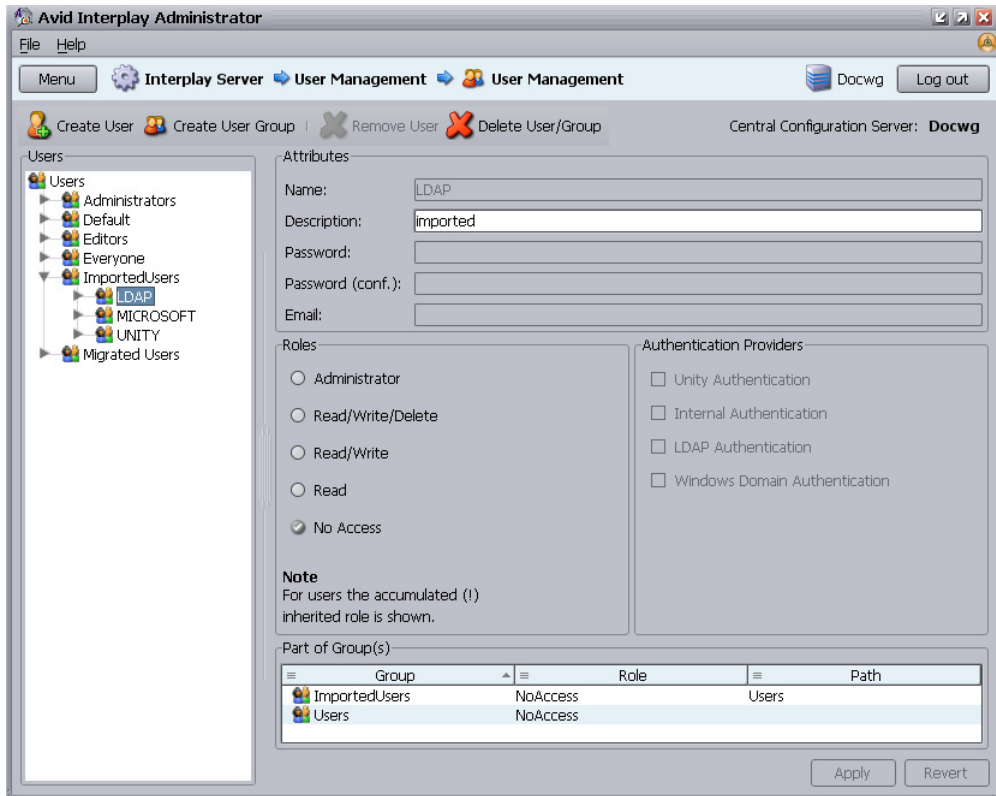 Avid Interplay Administrator
File Help
Menu Interplay Server User Management User Management Docwg Log out
Create User Create User Group Remove User Delete User/Group Central Configuration Server: Docwg
Users
Users
Administrators
Default
Editors
Everyone
ImportedUsers
LDAP
MICROSOFT
UNITY
Migrated Users
Attributes
Name: LDAP
Description: imported
Password:
Password (conf.):
Email:
Roles
Administrator
Read/Write/Delete
Read/Write
Read
No Access
Note
For users the accumulated (!)
inherited role is shown.
Authentication Providers
Unity Authentication
Internal Authentication
LDAP Authentication
Windows Domain Authentication
Part of Group(s)
Group Role Path
ImportedUsers NoAccess Users
Users NoAccess
Apply Revert